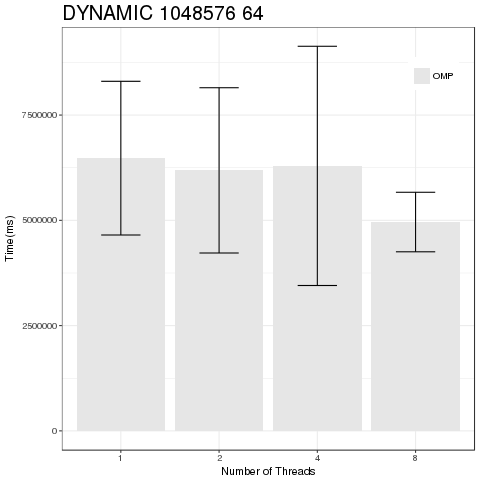 DYNAMIC 1048576 64
OMP
7500000
5000000
2500000
0
Time(ms)
1 2 4 8
Number of Threads